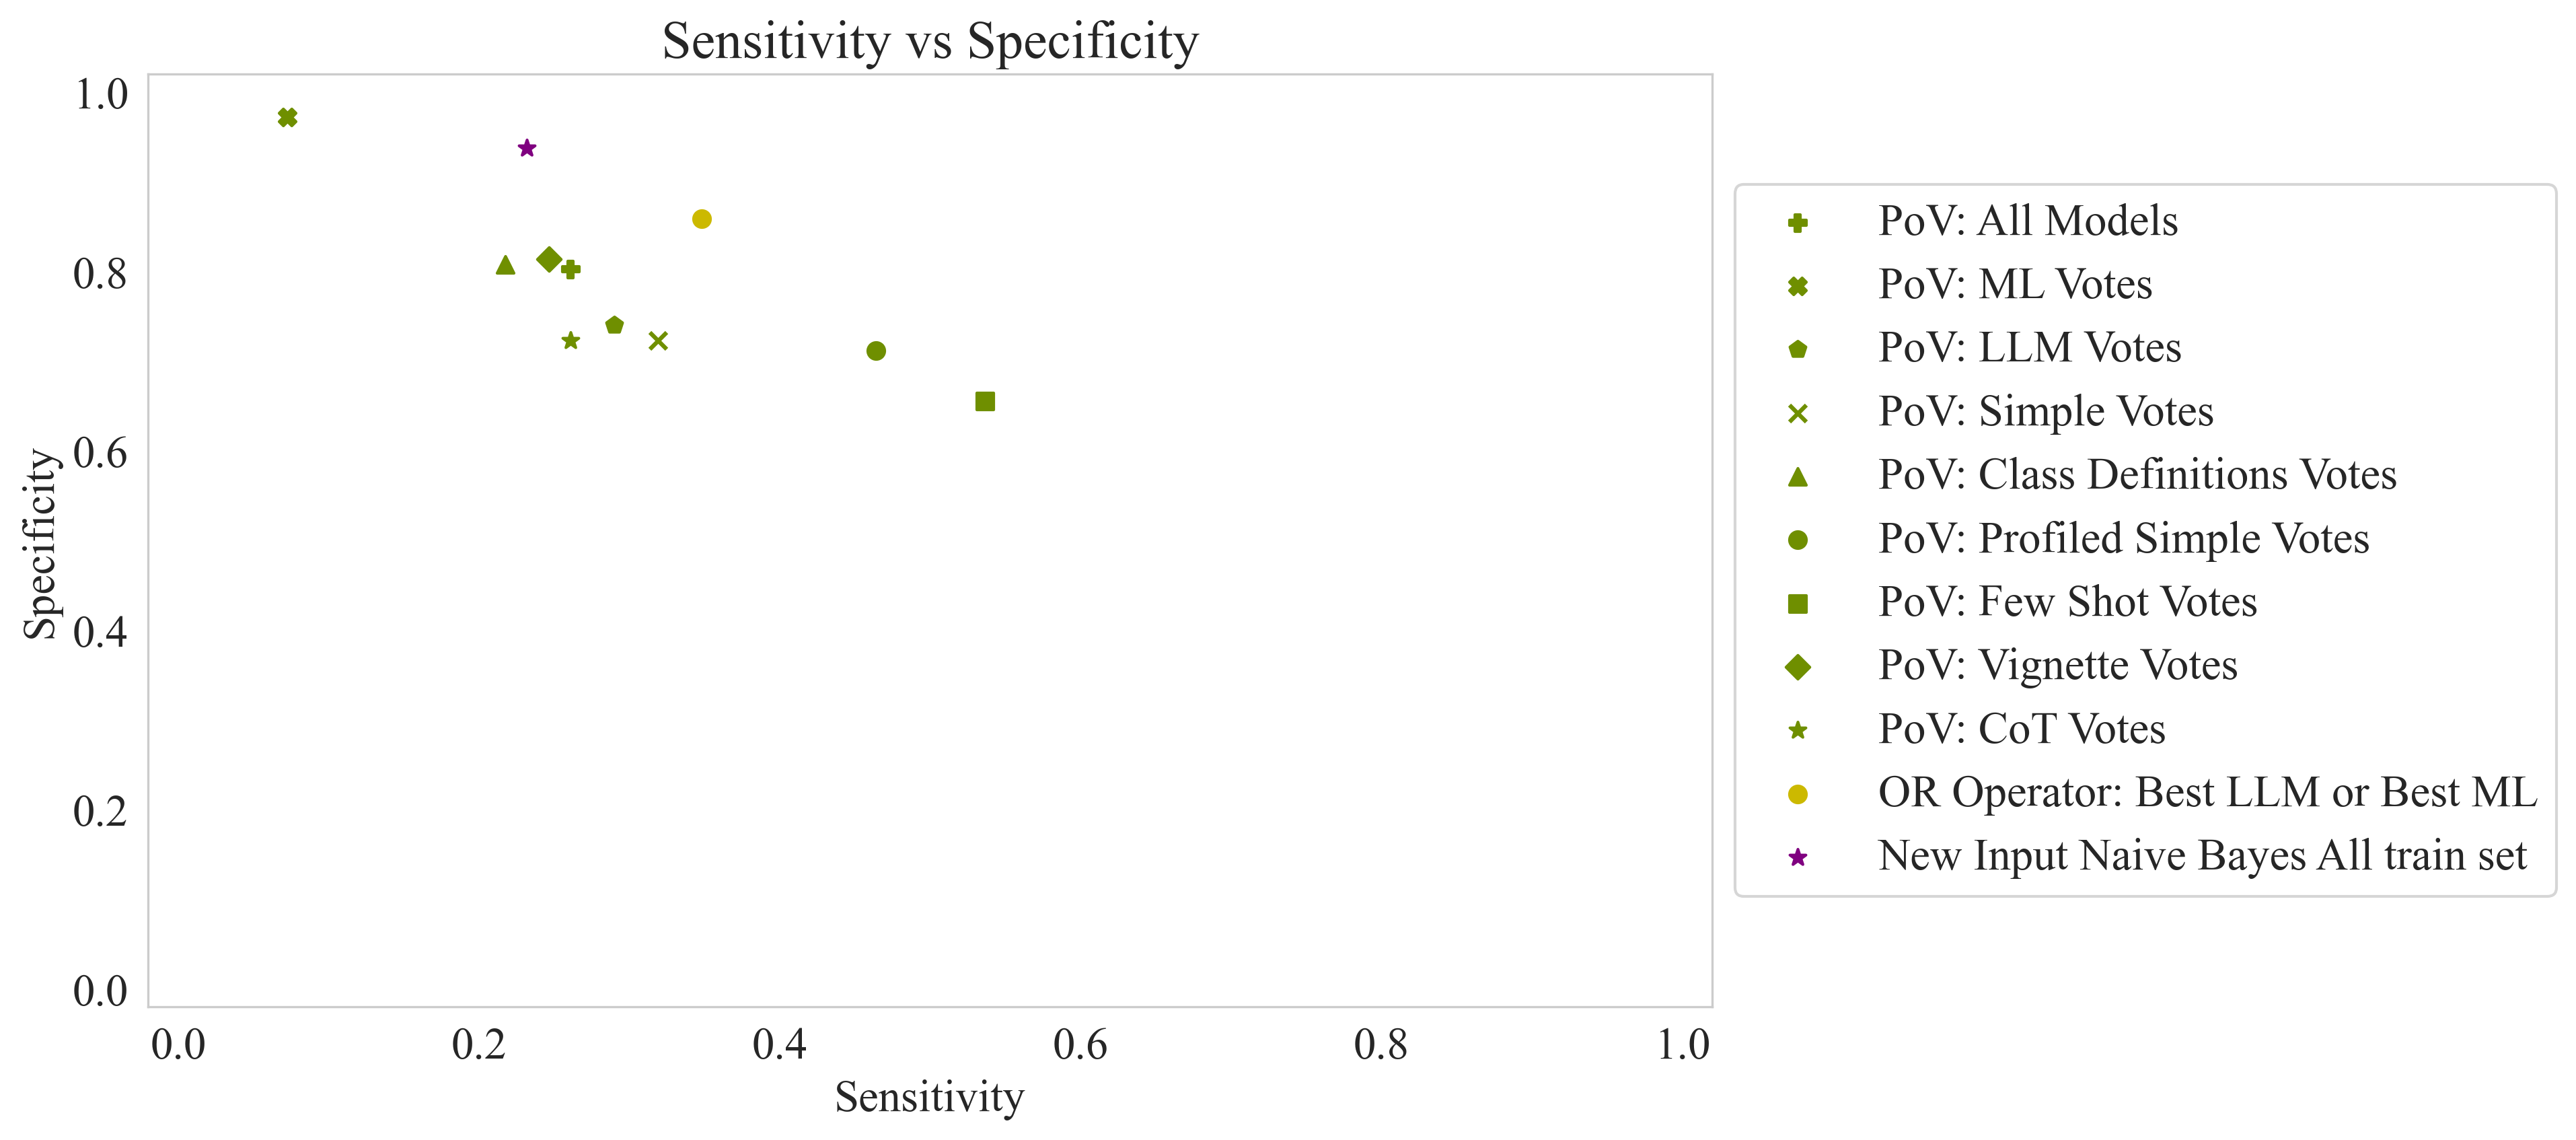 Sensitivity vs Specificity
1.0
0.8
0.6
0.4
0.2
0.0
Specificity
0.0 0.2 0.4 0.6 0.8 1.0
Sensitivity
PoV: All Models
PoV: ML Votes
PoV: LLM Votes
PoV: Simple Votes
PoV: Class Definitions Votes
PoV: Profiled Simple Votes
PoV: Few Shot Votes
PoV: Vignette Votes
PoV: CoT Votes
OR Operator: Best LLM or Best ML
New Input Naive Bayes All train set